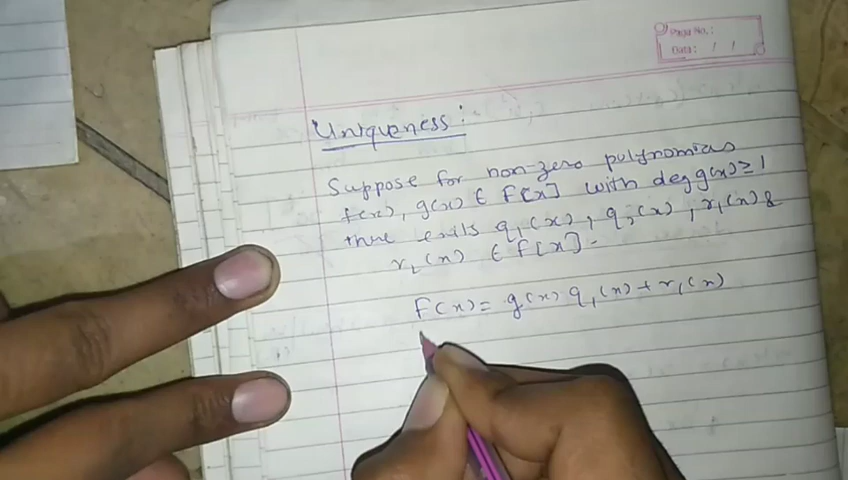 Page No.:
Date: / /
Uniqueness:
Suppose for non-zero polynomials
f(x), g(x) ∈ F[x] with deg g(x) ≥ 1
there exits q₁(x), q₂(x), r₁(x) &
r₂(x) ∈ F[x].
f(x) = g(x) q₁(x) + r₁(x)